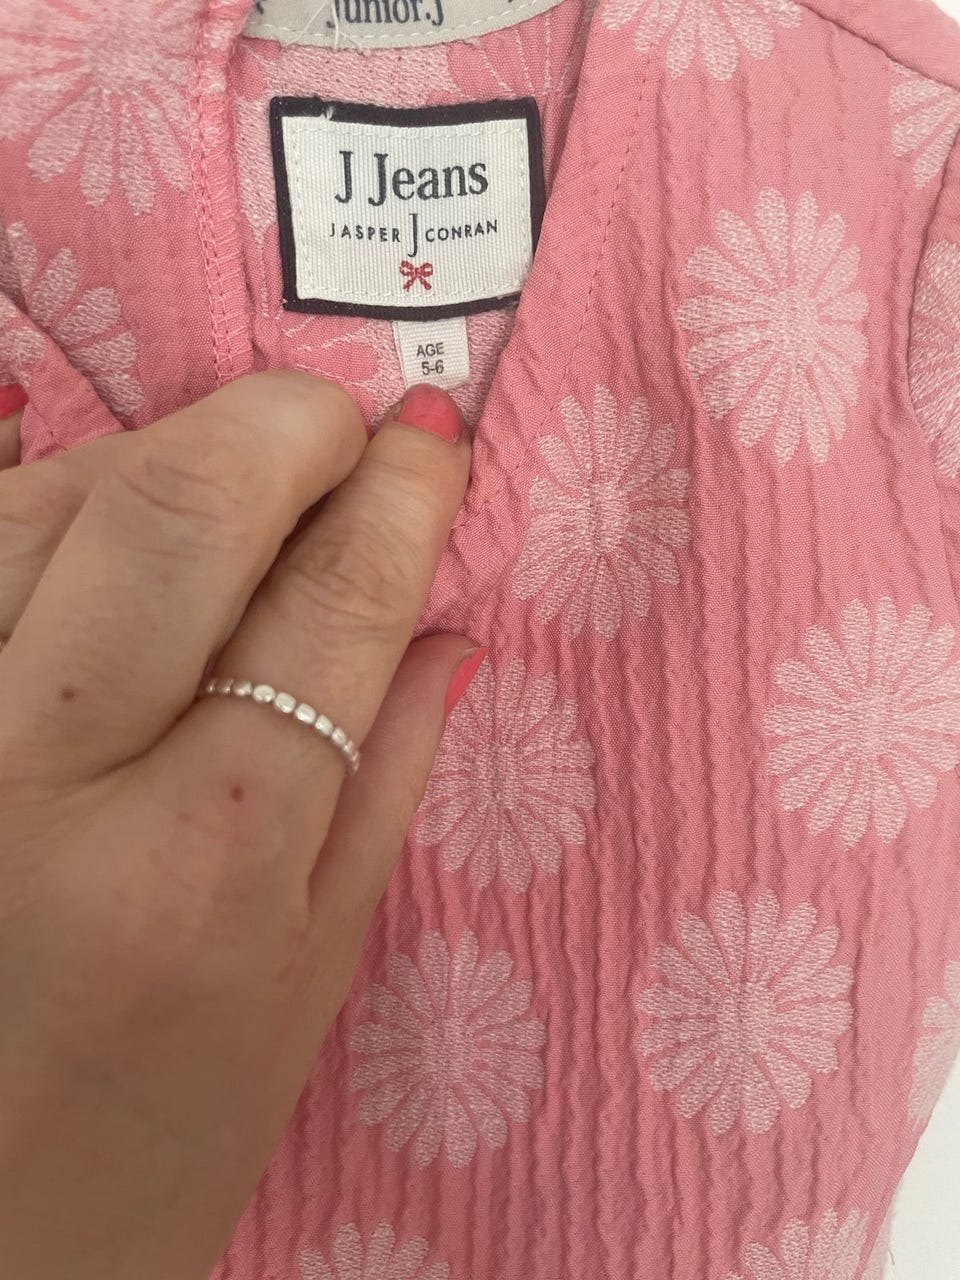 Junior.J
J Jeans
JASPER J CONRAN
AGE
5-6